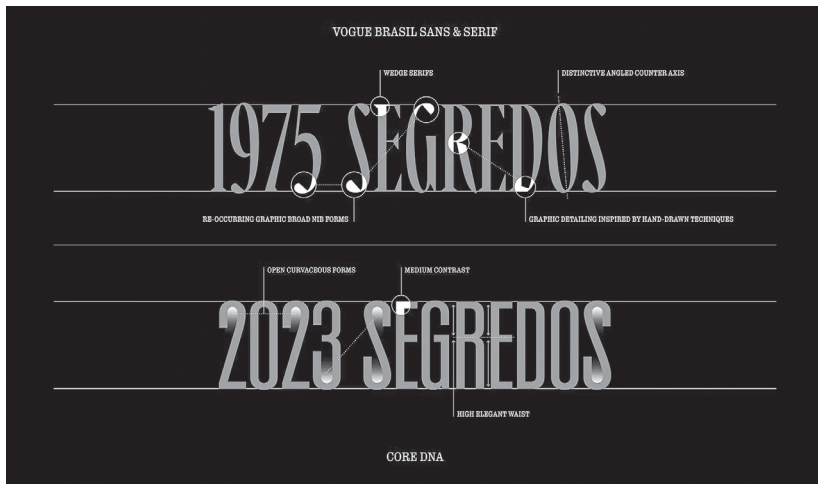 VOGUE BRASIL SANS & SERIF
WEDGE SERIFS
DISTINCTIVE ANGLED COUNTER AXIS
1975 SEGREDOS
RE-OCCURRING GRAPHIC BROAD NIB FORMS
GRAPHIC DETAILING INSPIRED BY HAND-DRAWN TECHNIQUES
OPEN CURVACEOUS FORMS
MEDIUM CONTRAST
2023 SEGREDOS
HIGH ELEGANT WAIST
CORE DNA